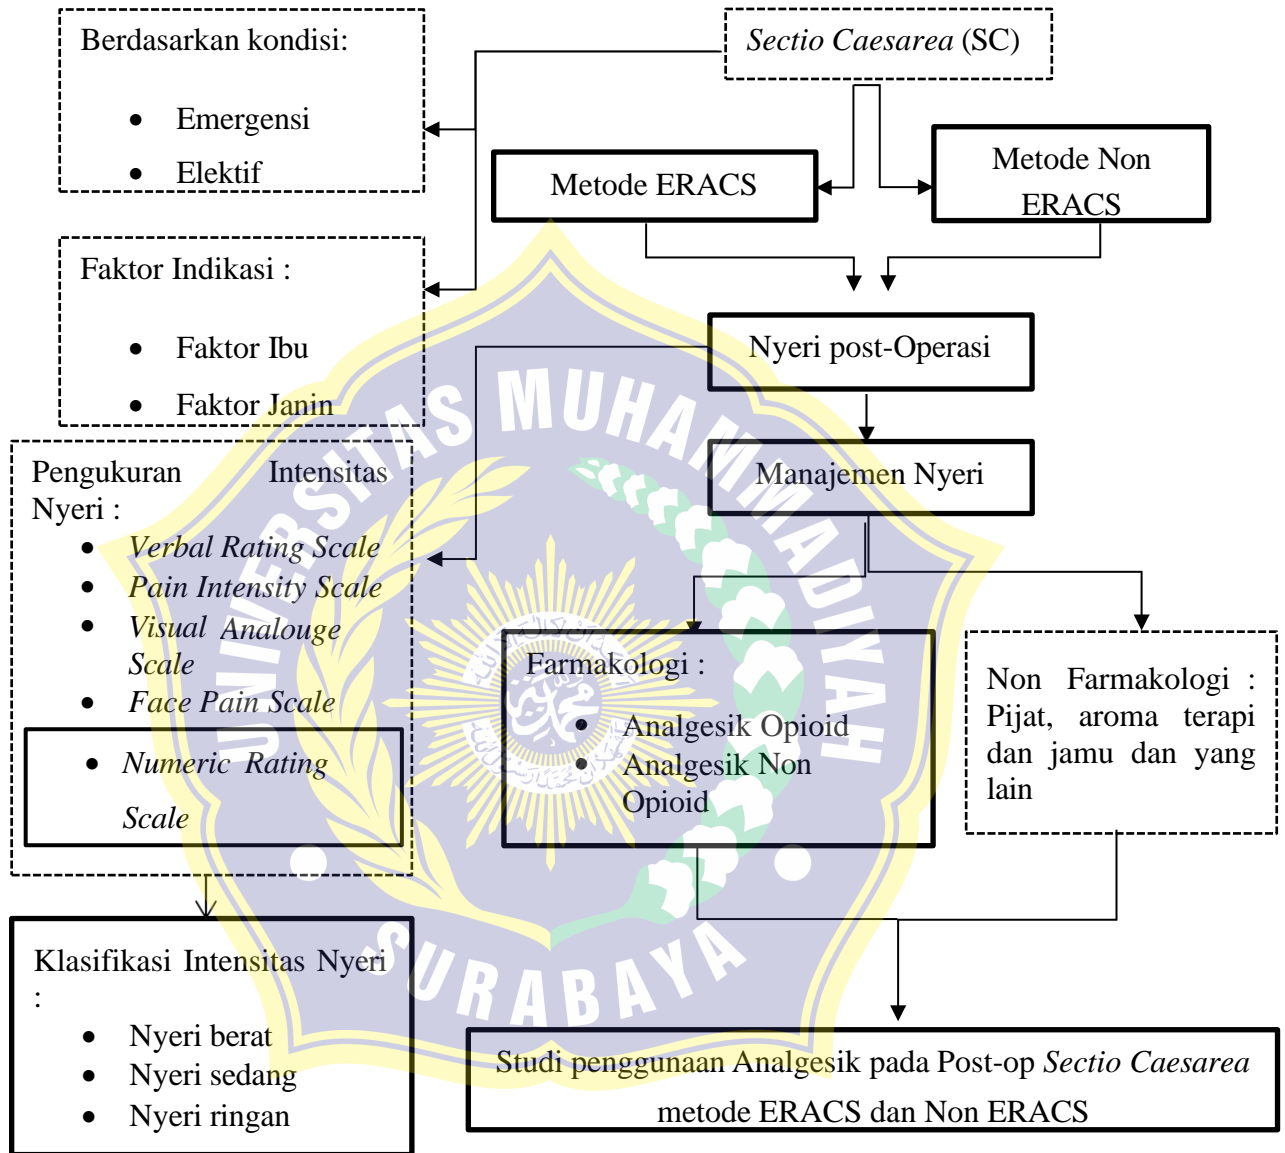 Berdasarkan kondisi:
• Emergensi
• Elektif
Sectio Caesarea (SC)
Metode ERACS
Metode Non
ERACS
Faktor Indikasi :
• Faktor Ibu
• Faktor Janin
Nyeri post-Operasi
Manajemen Nyeri
Pengukuran Intensitas
Nyeri :
• Verbal Rating Scale
• Pain Intensity Scale
• Visual Analouge
Scale
• Face Pain Scale
• Numeric Rating
Scale
Farmakologi :
• Analgesik Opioid
• Analgesik Non
Opioid
Non Farmakologi :
Pijat, aroma terapi
dan jamu dan yang
lain
Klasifikasi Intensitas Nyeri
:
• Nyeri berat
• Nyeri sedang
• Nyeri ringan
Studi penggunaan Analgesik pada Post-op Sectio Caesarea
metode ERACS dan Non ERACS
UNIVERSITAS MUHAMMADIYAH
SURABAYA